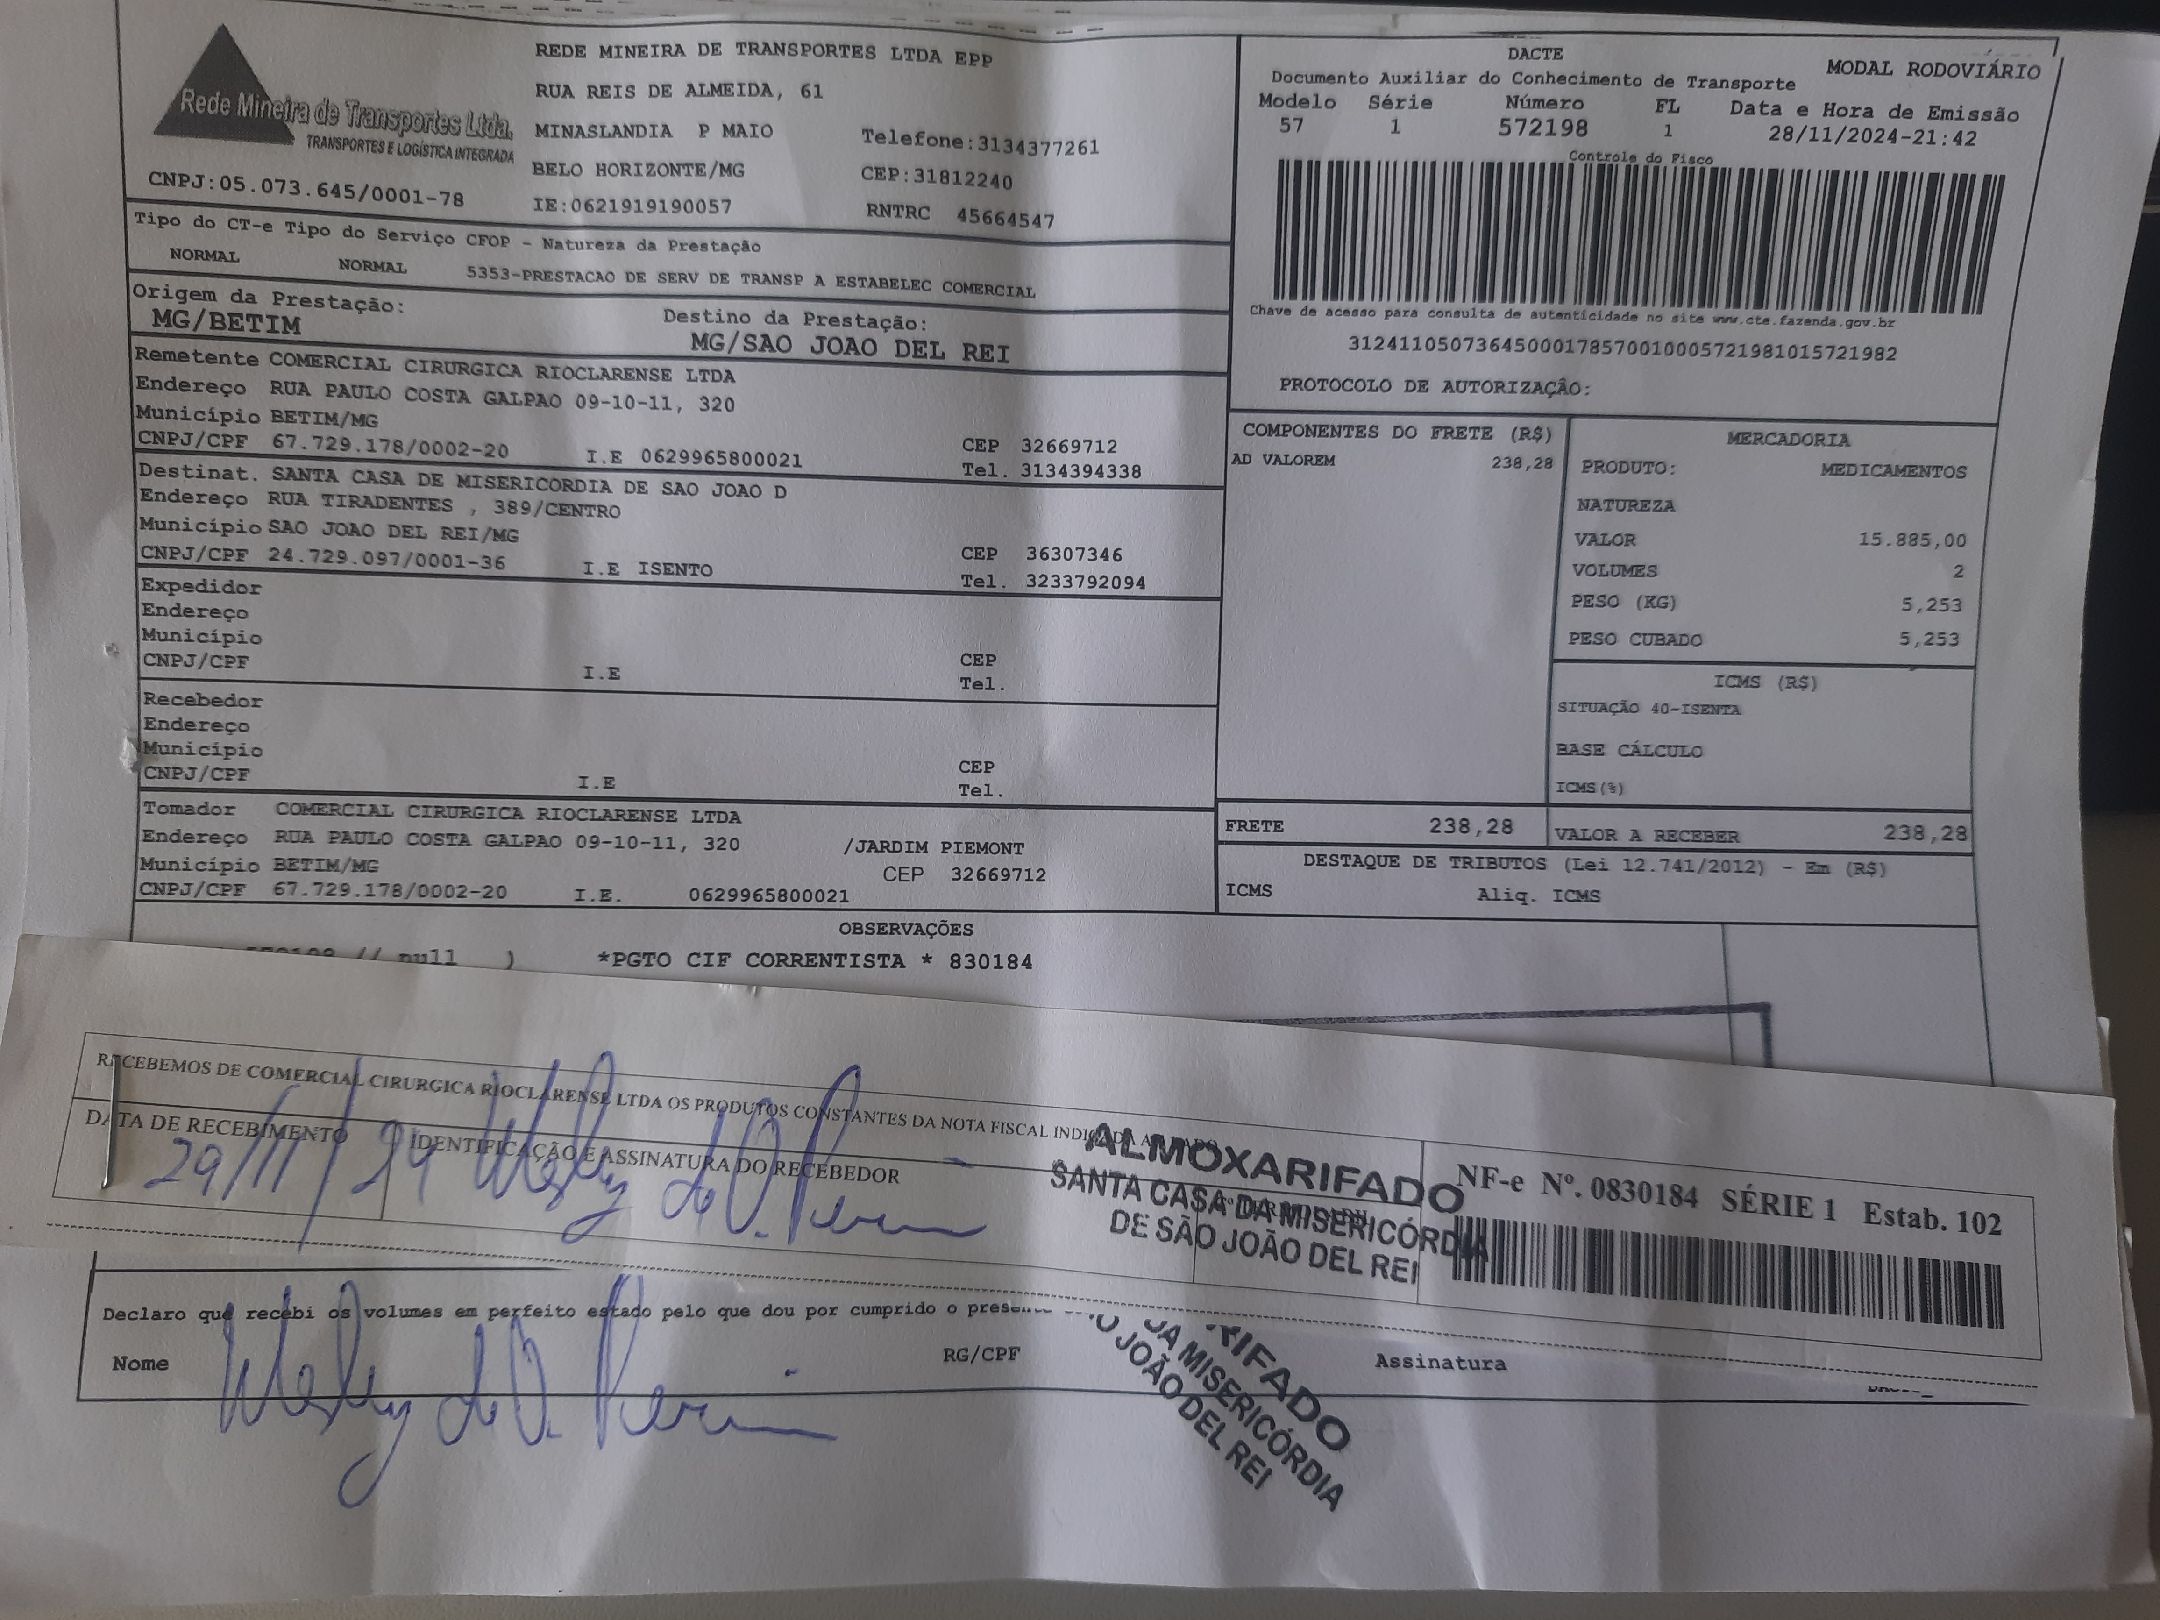 Rede Mineira de Transportes Ltda.
TRANSPORTES E LOGÍSTICA INTEGRADA
CNPJ:05.073.645/0001-78
REDE MINEIRA DE TRANSPORTES LTDA EPP
RUA REIS DE ALMEIDA, 61
MINASLANDIA P MAIO Telefone:3134377261
BELO HORIZONTE/MG CEP:31812240
IE:0621919190057 RNTRC 45664547
DACTE
MODAL RODOVIÁRIO
Documento Auxiliar do Conhecimento de Transporte
Modelo Série Número FL Data e Hora de Emissão
57 1 572198 1 28/11/2024-21:42
Controle do Fisco
Chave de acesso para consulta de autenticidade no site www.cte.fazenda.gov.br
31241105073645000178570010005721981015721982
PROTOCOLO DE AUTORIZAÇÃO:
Tipo do CT-e Tipo do Serviço CFOP - Natureza da Prestação
NORMAL NORMAL 5353-PRESTACAO DE SERV DE TRANSP A ESTABELEC COMERCIAL
Origem da Prestação: Destino da Prestação:
MG/BETIM MG/SAO JOAO DEL REI
Remetente COMERCIAL CIRURGICA RIOCLARENSE LTDA
Endereço RUA PAULO COSTA GALPAO 09-10-11, 320
Município BETIM/MG CEP 32669712
CNPJ/CPF 67.729.178/0002-20 I.E 0629965800021 Tel. 3134394338
Destinat. SANTA CASA DE MISERICORDIA DE SAO JOAO D
Endereço RUA TIRADENTES , 389/CENTRO
Município SAO JOAO DEL REI/MG CEP 36307346
CNPJ/CPF 24.729.097/0001-36 I.E ISENTO Tel. 3233792094
Expedidor
Endereço
Município CEP
CNPJ/CPF I.E Tel.
Recebedor
Endereço
Município CEP
CNPJ/CPF I.E Tel.
Tomador COMERCIAL CIRURGICA RIOCLARENSE LTDA
Endereço RUA PAULO COSTA GALPAO 09-10-11, 320 /JARDIM PIEMONT
Município BETIM/MG CEP 32669712
CNPJ/CPF 67.729.178/0002-20 I.E. 0629965800021
COMPONENTES DO FRETE (R$)
AD VALOREM 238,28
MERCADORIA
PRODUTO: MEDICAMENTOS
NATUREZA
VALOR 15.885,00
VOLUMES 2
PESO (KG) 5,253
PESO CUBADO 5,253
ICMS (R$)
SITUAÇÃO 40-ISENTA
BASE CÁLCULO
ICMS(%)
FRETE 238,28 VALOR A RECEBER 238,28
DESTAQUE DE TRIBUTOS (Lei 12.741/2012) - Em (R$)
ICMS Aliq. ICMS
OBSERVAÇÕES
// null ) *PGTO CIF CORRENTISTA * 830184
RECEBEMOS DE COMERCIAL CIRURGICA RIOCLARENSE LTDA OS PRODUTOS CONSTANTES DA NOTA FISCAL INDICADA AO LADO
DATA DE RECEBIMENTO IDENTIFICAÇÃO E ASSINATURA DO RECEBEDOR
29/11/24
ALMOXARIFADO
SANTA CASA DA MISERICÓRDIA
DE SÃO JOÃO DEL REI
NF-e Nº. 0830184 SÉRIE 1 Estab. 102
Declaro que recebi os volumes em perfeito estado pelo que dou por cumprido o
Nome RG/CPF Assinatura
RIFADO
DA MISERICÓRDIA
JOÃO DEL REI